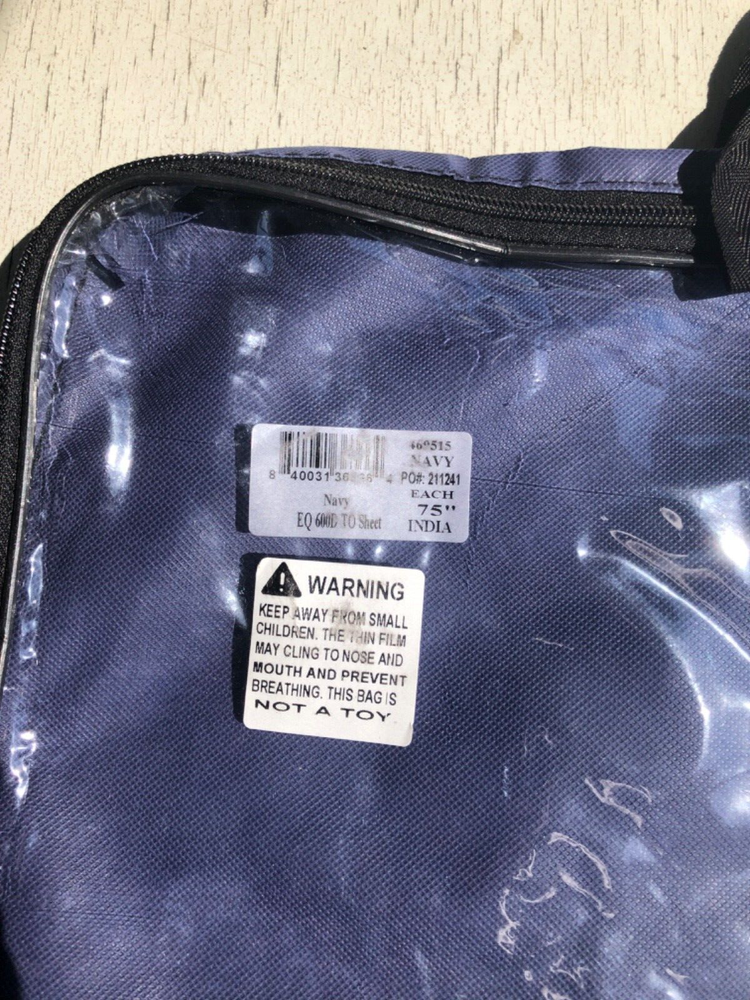 469515
NAVY
PO#: 211241
EACH
75"
INDIA
Navy
EQ 600D TO Sheet
WARNING
KEEP AWAY FROM SMALL
CHILDREN. THE THIN FILM
MAY CLING TO NOSE AND
MOUTH AND PREVENT
BREATHING. THIS BAG IS
NOT A TOY